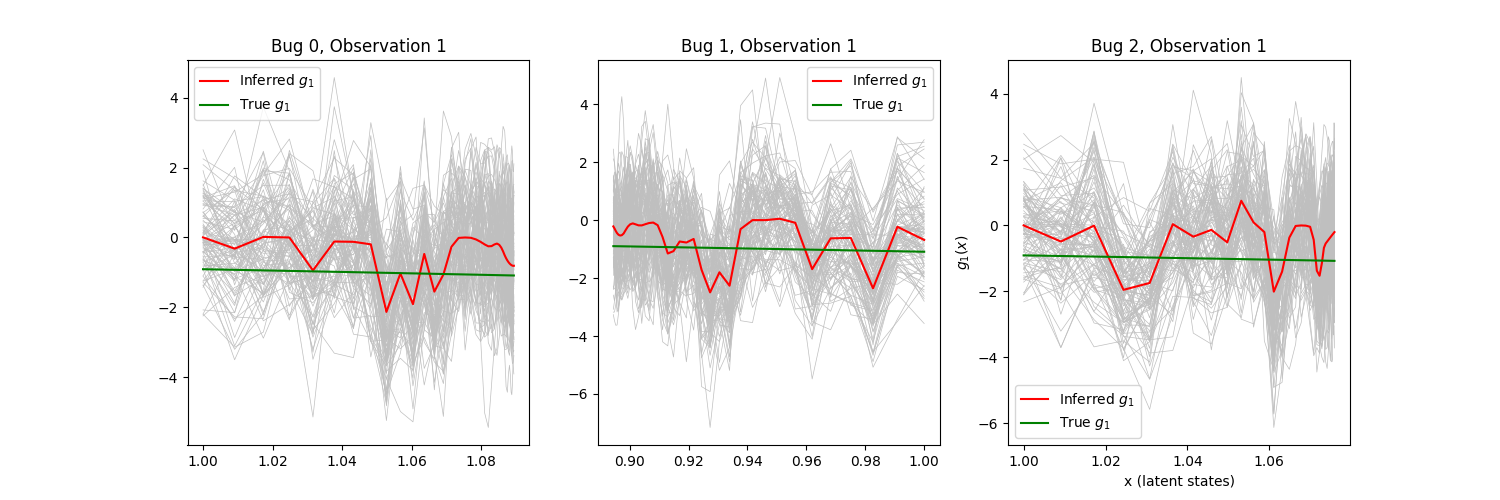 Bug 0, Observation 1
Inferred g₁
True g₁
4
2
0
−2
−4
1.00 1.02 1.04 1.06 1.08
Bug 1, Observation 1
Inferred g₁
True g₁
4
2
0
−2
−4
−6
0.90 0.92 0.94 0.96 0.98 1.00
Bug 2, Observation 1
g₁(x)
4
2
0
−2
−4
−6
Inferred g₁
True g₁
1.00 1.02 1.04 1.06
x (latent states)